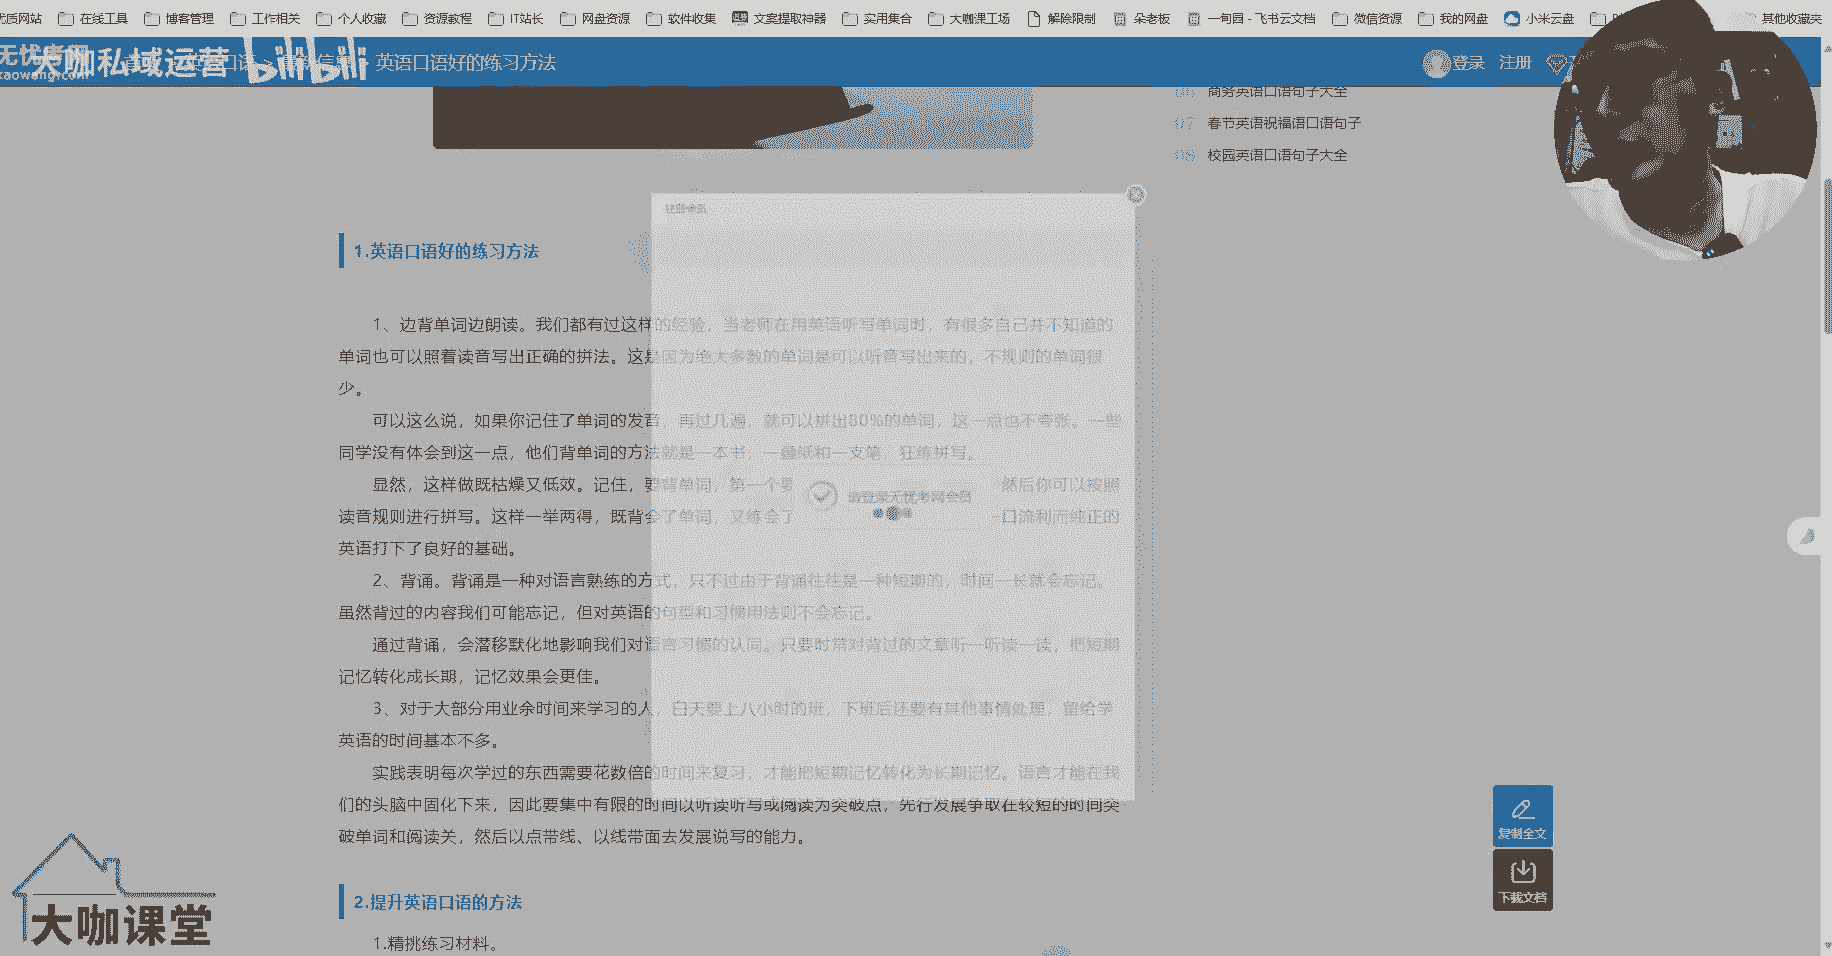 优质网站 在线工具 博客管理 工作相关 个人收藏 资源教程 IT站长 网盘资源 软件收集 文案提取神器 实用集合 大咖课工场 解除限制 朵老板 一甸园 - 飞书云文档 微信资源 我的网盘 小米云盘 其他收藏夹
大咖私域运营 bilibili 英语口语好的练习方法 登录 注册
kaowang.com
商务英语口语句子大全
07 春节英语祝福语口语句子
08 校园英语口语句子大全
注册会员
1.英语口语好的练习方法
1、边背单词边朗读。我们都有过这样的经验，当老师在用英语听写单词时，有很多自己并不知道的
单词也可以照着读音写出正确的拼法。这是因为绝大多数的单词是可以听音写出来的，不规则的单词很
少。
可以这么说，如果你记住了单词的发音，再过几遍，就可以拼出80%的单词，这一点也不夸张。一些
同学没有体会到这一点，他们背单词的方法就是一本书，一叠纸和一支笔，狂练拼写。
显然，这样做既枯燥又低效。记住，要背单词，第一个要 请登录无忧考网会员 然后你可以按照
读音规则进行拼写。这样一举两得，既背会了单词，又练会了 一口流利而纯正的
英语打下了良好的基础。
2、背诵。背诵是一种对语言熟练的方式，只不过由于背诵往往是一种短期的，时间一长就会忘记。
虽然背过的内容我们可能忘记，但对英语的句型和习惯用法则不会忘记。
通过背诵，会潜移默化地影响我们对语言习惯的认同。只要时常对背过的文章听一听读一读，把短期
记忆转化成长期，记忆效果会更佳。
3、对于大部分用业余时间来学习的人，白天要上八小时的班，下班后还要有其他事情处理，留给学
英语的时间基本不多。
实践表明每次学过的东西需要花数倍的时间来复习，才能把短期记忆转化为长期记忆。语言才能在我
们的头脑中固化下来，因此要集中有限的时间以听读听写或阅读为突破点，先行发展争取在较短的时间突
破单词和阅读关，然后以点带线、以线带面去发展说写的能力。
复制全文
下载文档
2.提升英语口语的方法
1.精挑练习材料。
大咖课堂